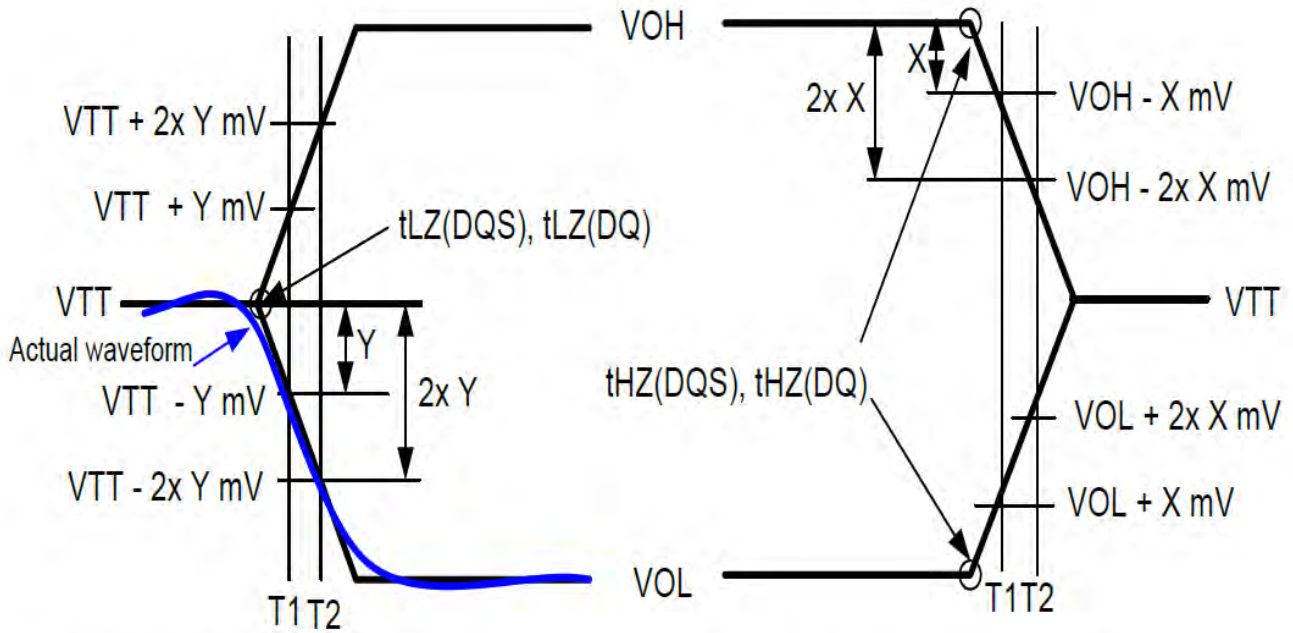 VOH
X
2x X
VTT + 2x Y mV
VOH - X mV
VOH - 2x X mV
VTT + Y mV
tLZ(DQS), tLZ(DQ)
VTT
VTT
Actual waveform
Y
2x Y
tHZ(DQS), tHZ(DQ)
VTT - Y mV
VOL + 2x X mV
VTT - 2x Y mV
VOL + X mV
VOL
T1 T2
T1 T2